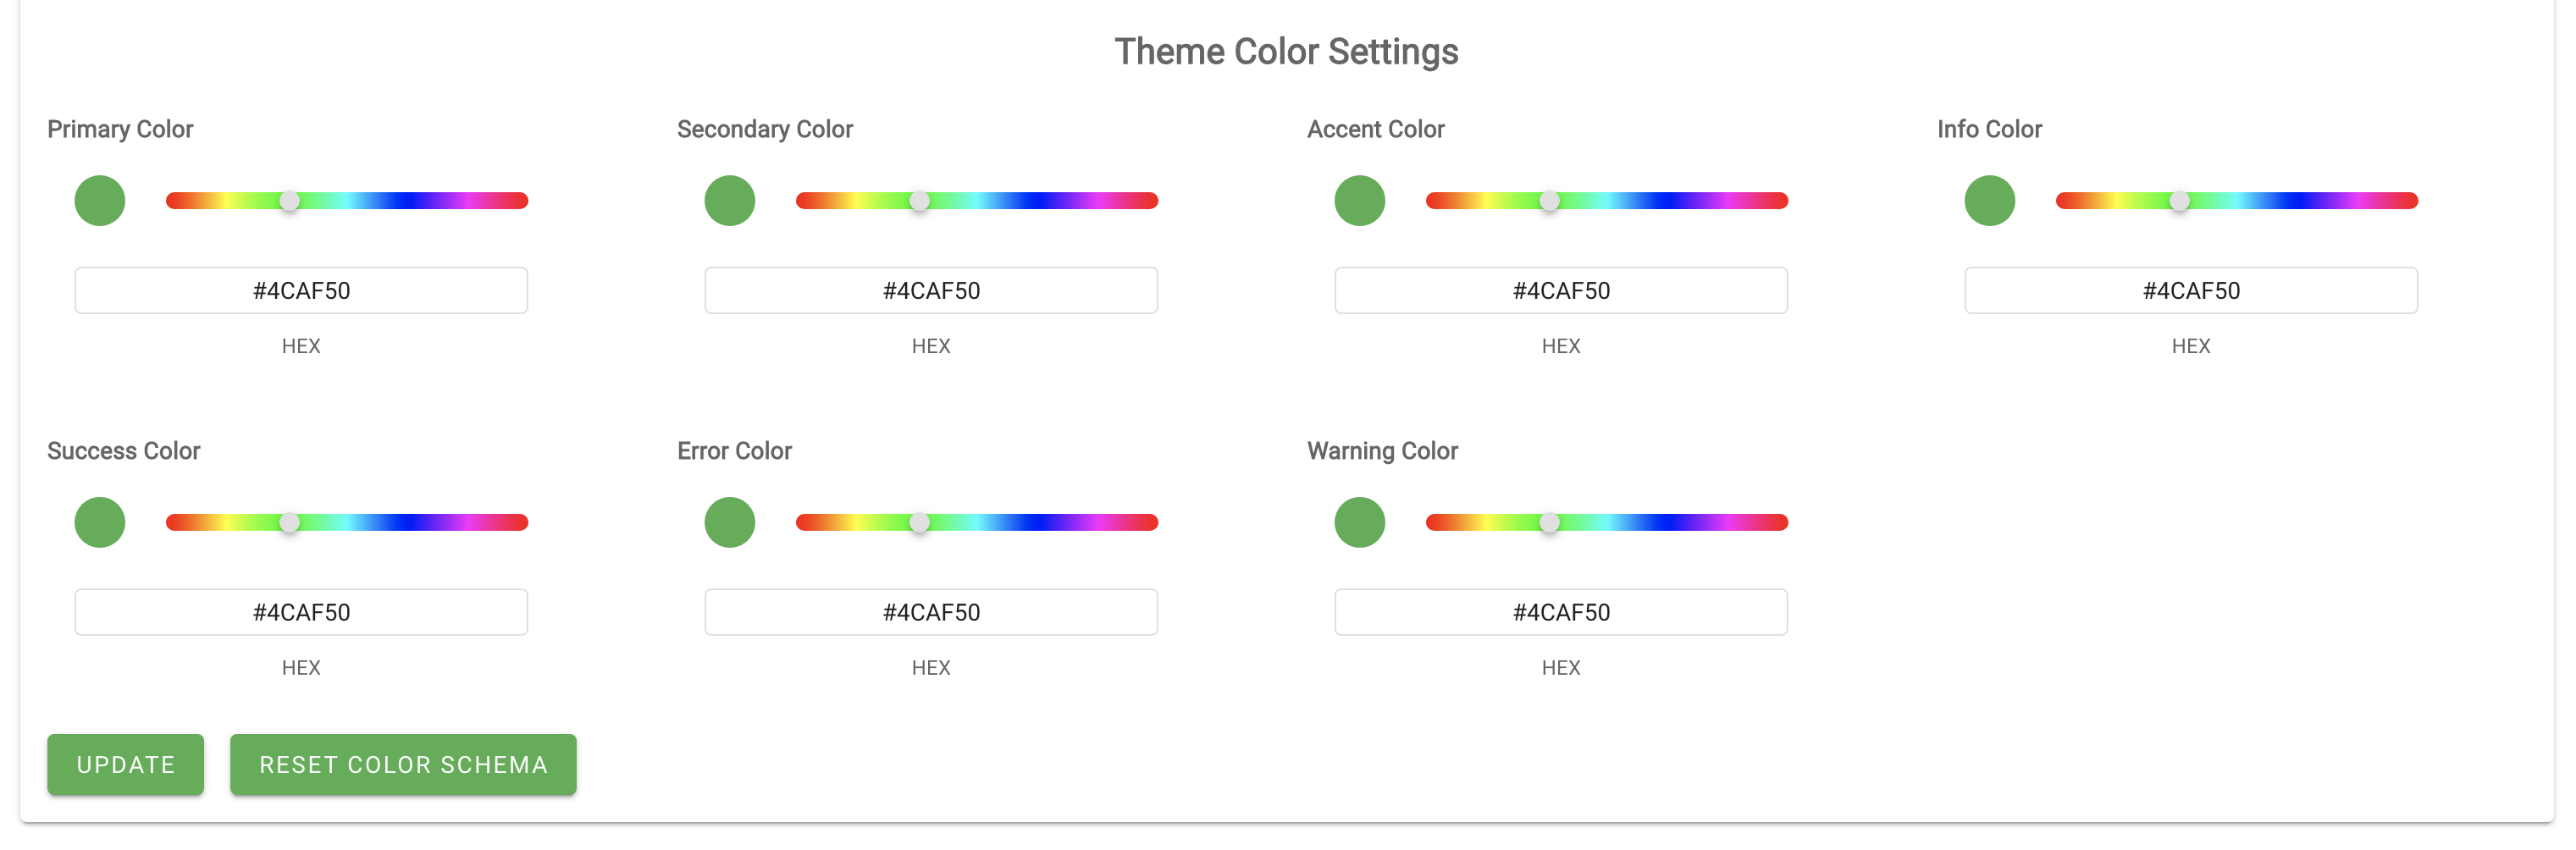 Theme Color Settings
Primary Color
Secondary Color
Accent Color
Info Color
#4CAF50
#4CAF50
#4CAF50
#4CAF50
HEX
HEX
HEX
HEX
Success Color
Error Color
Warning Color
#4CAF50
#4CAF50
#4CAF50
HEX
HEX
HEX
UPDATE
RESET COLOR SCHEMA